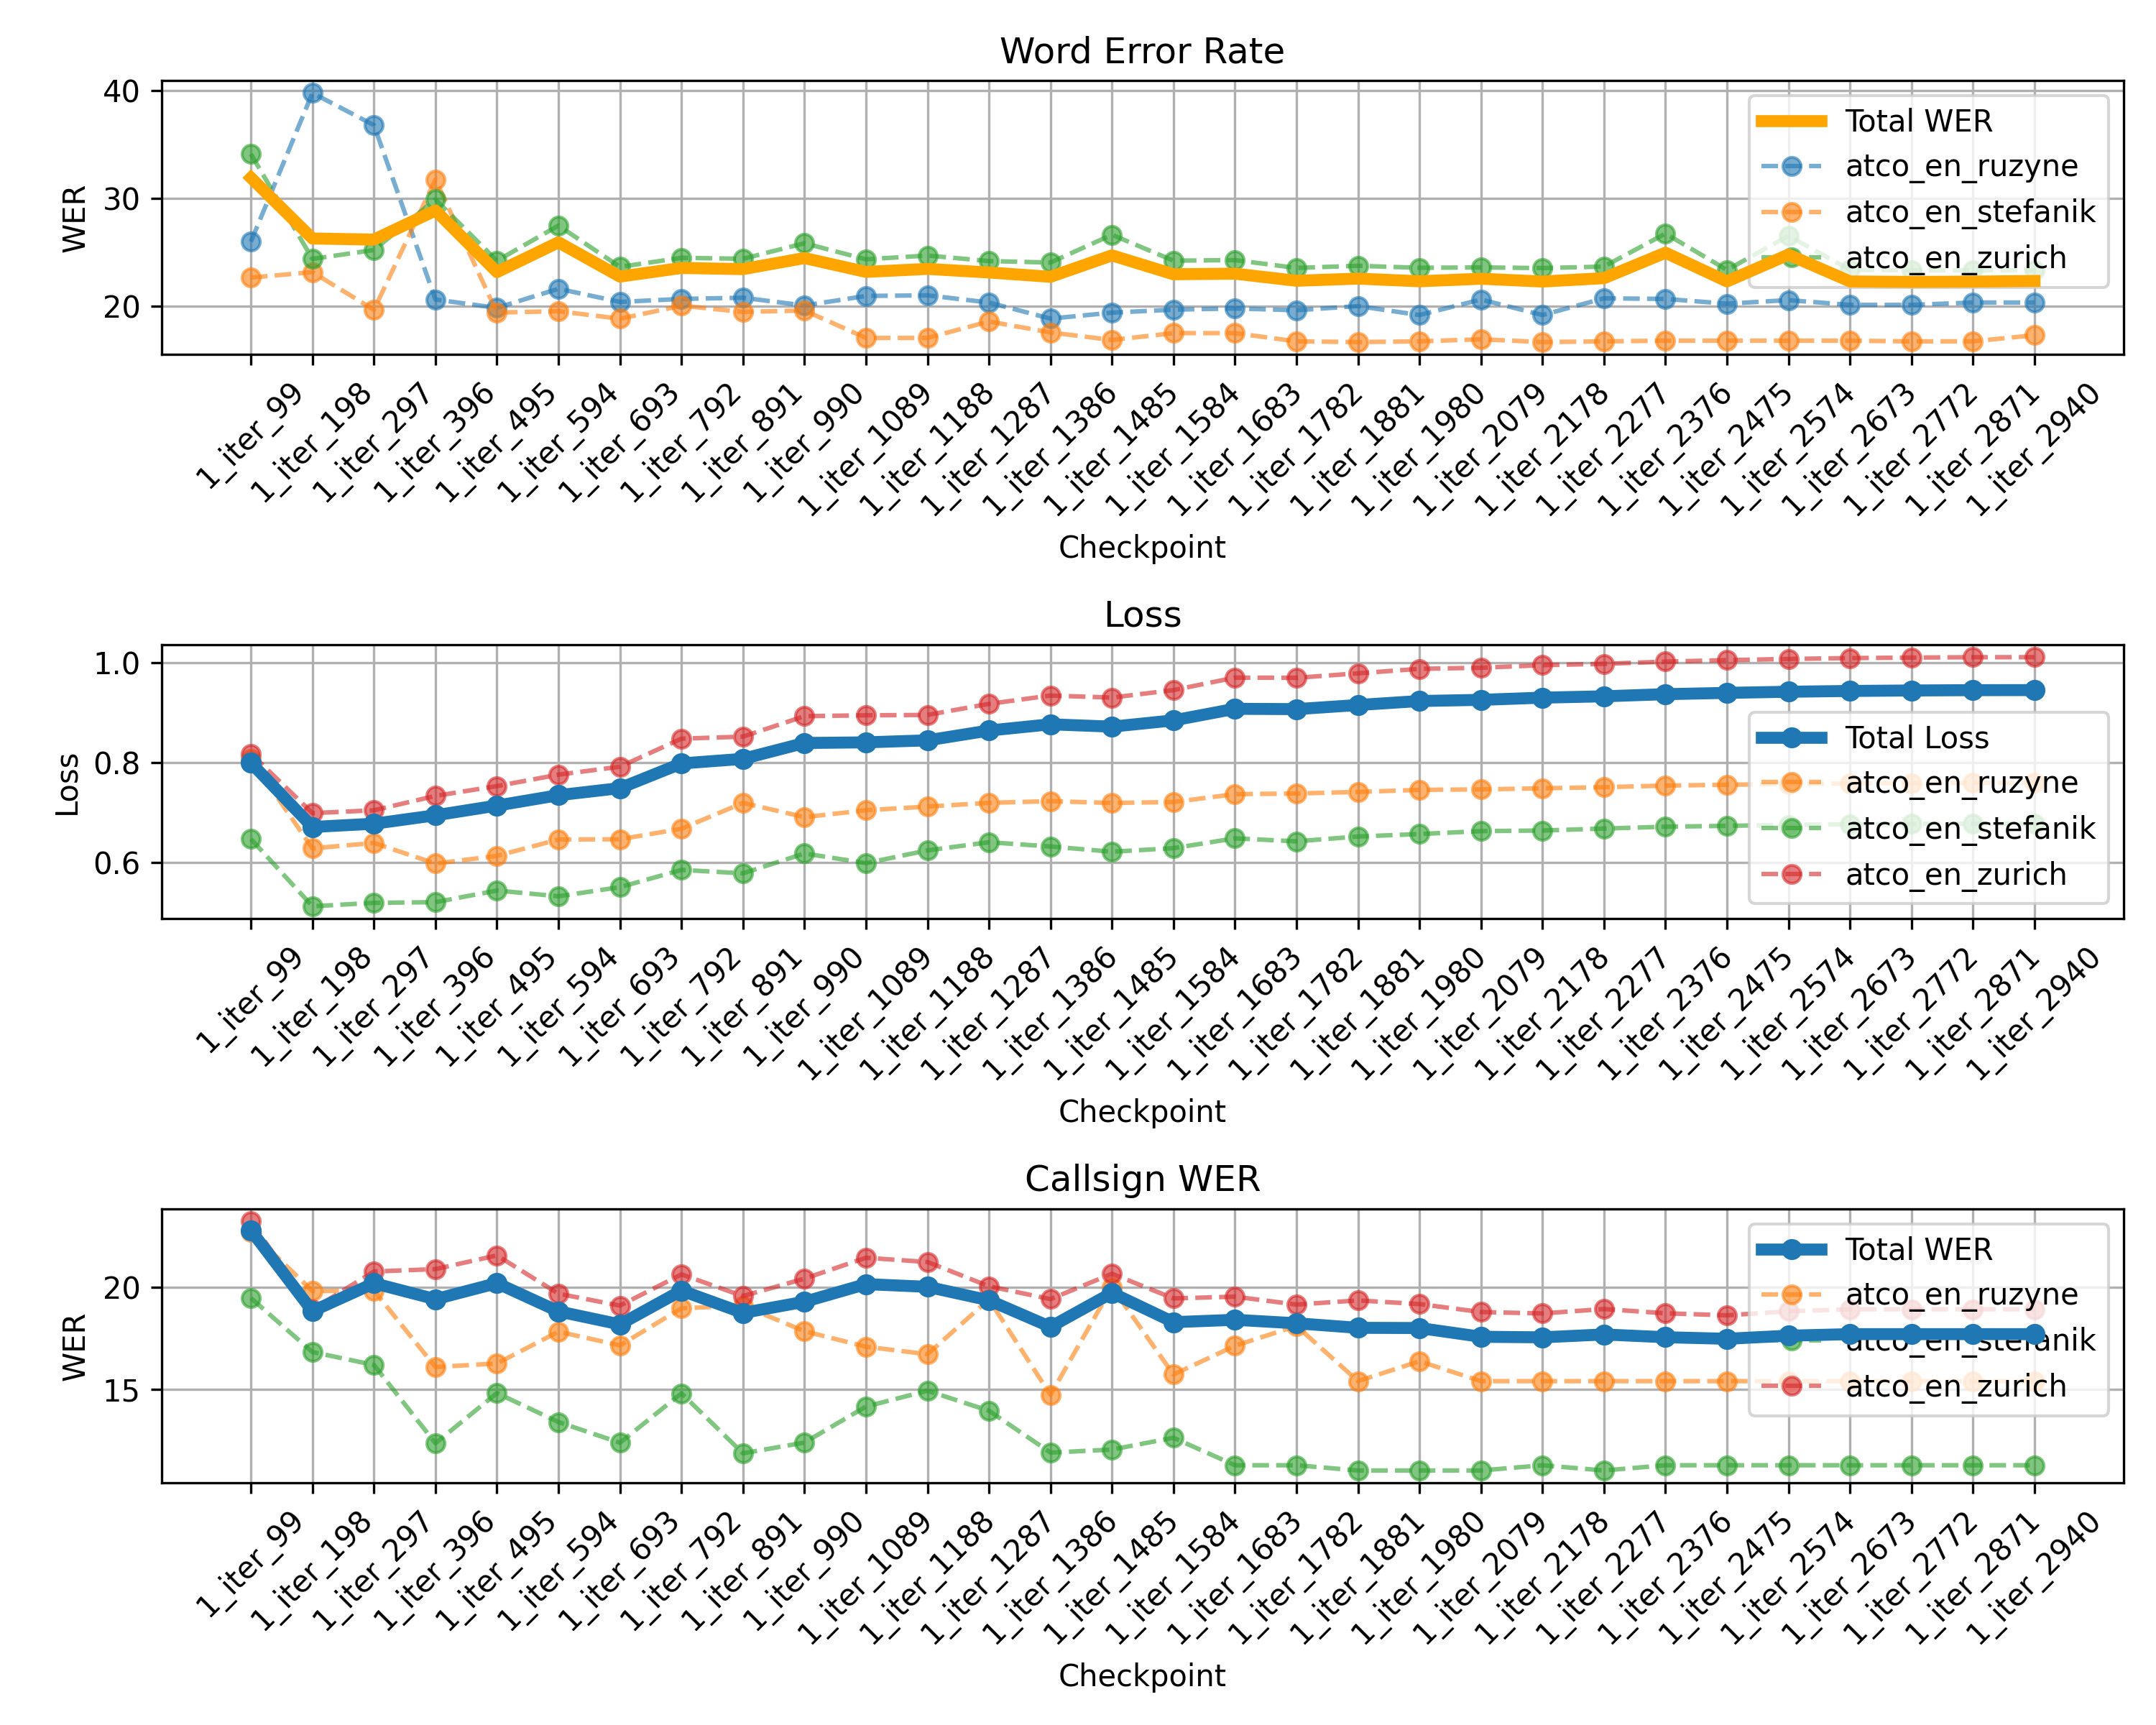 Word Error Rate
40
30
20
WER
Total WER
atco_en_ruzyne
atco_en_stefanik
atco_en_zurich
1_iter_99
1_iter_198
1_iter_297
1_iter_396
1_iter_495
1_iter_594
1_iter_693
1_iter_792
1_iter_891
1_iter_990
1_iter_1089
1_iter_1188
1_iter_1287
1_iter_1386
1_iter_1485
1_iter_1584
1_iter_1683
1_iter_1782
1_iter_1881
1_iter_1980
1_iter_2079
1_iter_2178
1_iter_2277
1_iter_2376
1_iter_2475
1_iter_2574
1_iter_2673
1_iter_2772
1_iter_2871
1_iter_2940
Checkpoint
Loss
1.0
0.8
0.6
Loss
Total Loss
atco_en_ruzyne
atco_en_stefanik
atco_en_zurich
1_iter_99
1_iter_198
1_iter_297
1_iter_396
1_iter_495
1_iter_594
1_iter_693
1_iter_792
1_iter_891
1_iter_990
1_iter_1089
1_iter_1188
1_iter_1287
1_iter_1386
1_iter_1485
1_iter_1584
1_iter_1683
1_iter_1782
1_iter_1881
1_iter_1980
1_iter_2079
1_iter_2178
1_iter_2277
1_iter_2376
1_iter_2475
1_iter_2574
1_iter_2673
1_iter_2772
1_iter_2871
1_iter_2940
Checkpoint
Callsign WER
20
15
WER
Total WER
atco_en_ruzyne
atco_en_stefanik
atco_en_zurich
1_iter_99
1_iter_198
1_iter_297
1_iter_396
1_iter_495
1_iter_594
1_iter_693
1_iter_792
1_iter_891
1_iter_990
1_iter_1089
1_iter_1188
1_iter_1287
1_iter_1386
1_iter_1485
1_iter_1584
1_iter_1683
1_iter_1782
1_iter_1881
1_iter_1980
1_iter_2079
1_iter_2178
1_iter_2277
1_iter_2376
1_iter_2475
1_iter_2574
1_iter_2673
1_iter_2772
1_iter_2871
1_iter_2940
Checkpoint